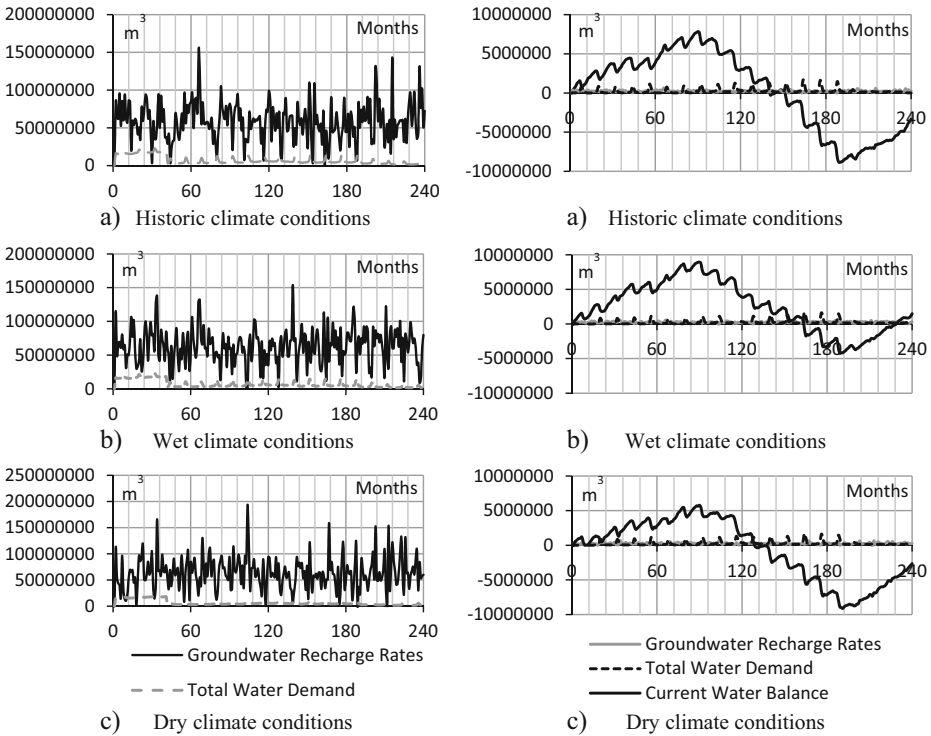 200000000
m³
Months
150000000
100000000
50000000
0
0 60 120 180 240
a) Historic climate conditions
10000000
m³
Months
5000000
0
0 60 120 180 240
-5000000
-10000000
a) Historic climate conditions
200000000
m³
Months
150000000
100000000
50000000
0
0 60 120 180 240
b) Wet climate conditions
10000000
m³
Months
5000000
0
0 60 120 180 240
-5000000
-10000000
b) Wet climate conditions
250000000
m³
Months
200000000
150000000
100000000
50000000
0
0 60 120 180 240
Groundwater Recharge Rates
Total Water Demand
c) Dry climate conditions
10000000
m³
Months
5000000
0
0 60 120 180 240
-5000000
-10000000
Groundwater Recharge Rates
Total Water Demand
Current Water Balance
c) Dry climate conditions